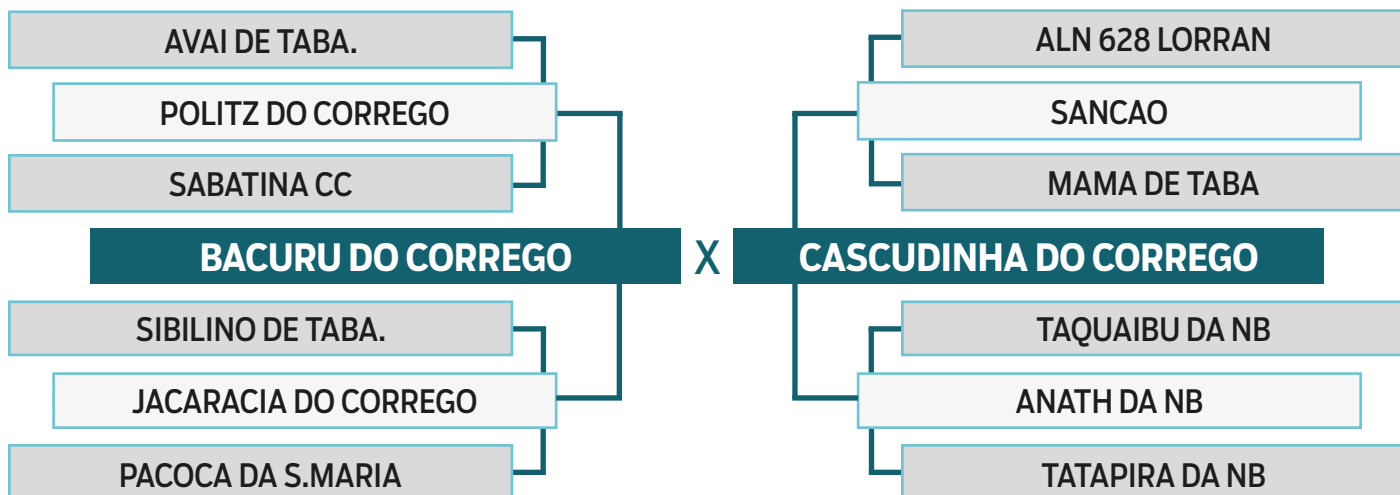 AVAI DE TABA.
POLITZ DO CORREGO
SABATINA CC
BACURU DO CORREGO
SIBILINO DE TABA.
JACARACIA DO CORREGO
PACOCA DA S.MARIA
X
ALN 628 LORRAN
SANCAO
MAMA DE TABA
CASCUDINHA DO CORREGO
TAQUAIBU DA NB
ANATH DA NB
TATAPIRA DA NB